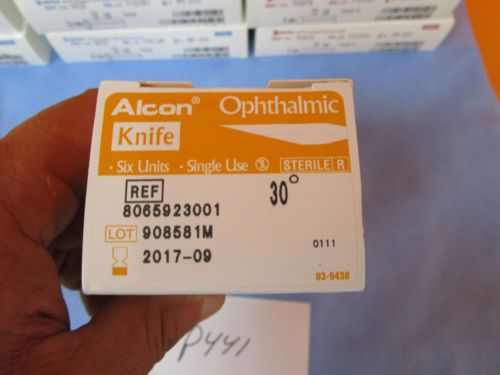 Alcon® Ophthalmic
Knife
· Six Units · Single Use STERILE R
REF 30°
8065923001
LOT 908581M
2017-09
0111
03-9438
P441